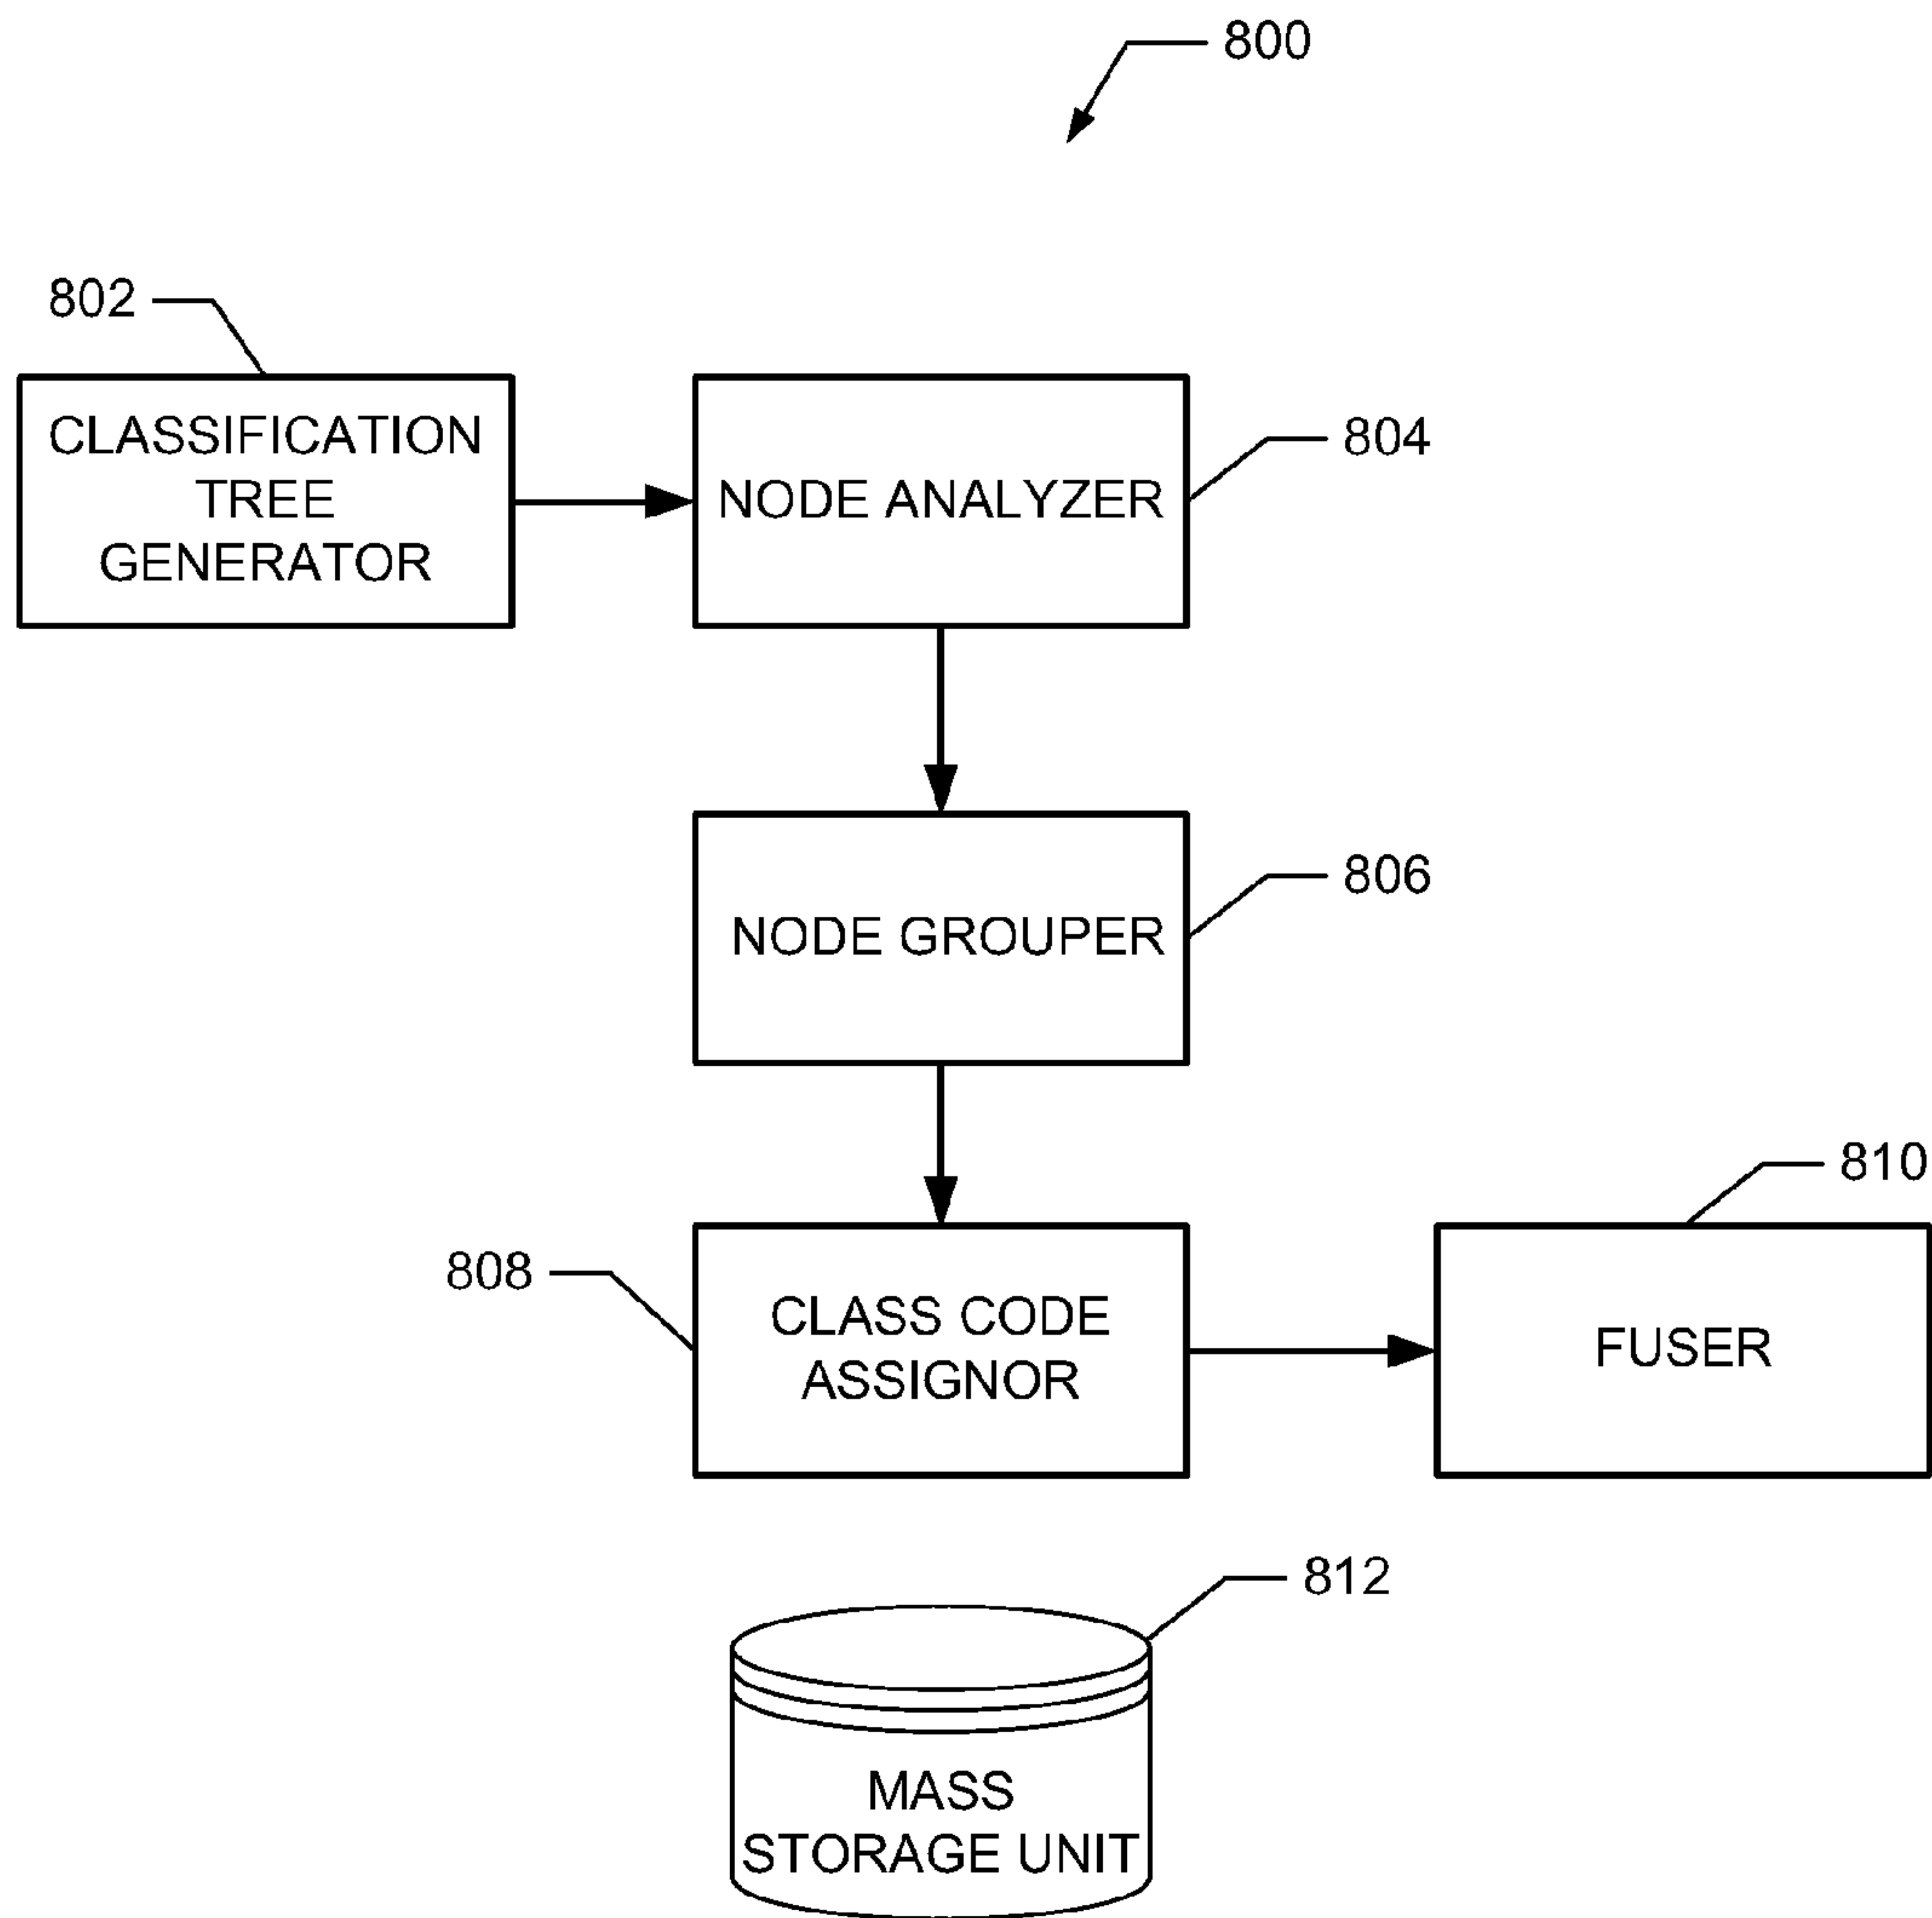 800
802
CLASSIFICATION
TREE
GENERATOR
NODE ANALYZER
804
NODE GROUPER
806
808
CLASS CODE
ASSIGNOR
810
FUSER
812
MASS
STORAGE UNIT